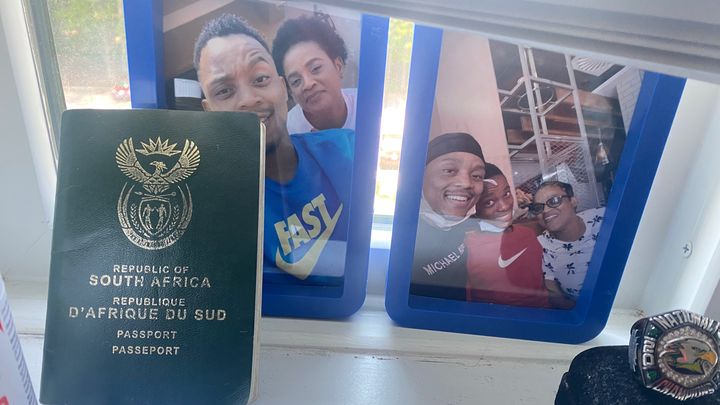 REPUBLIC OF
SOUTH AFRICA
REPUBLIQUE
D'AFRIQUE DU SUD
PASSPORT
PASSEPORT
FAST
MICHAEL
NATIONAL